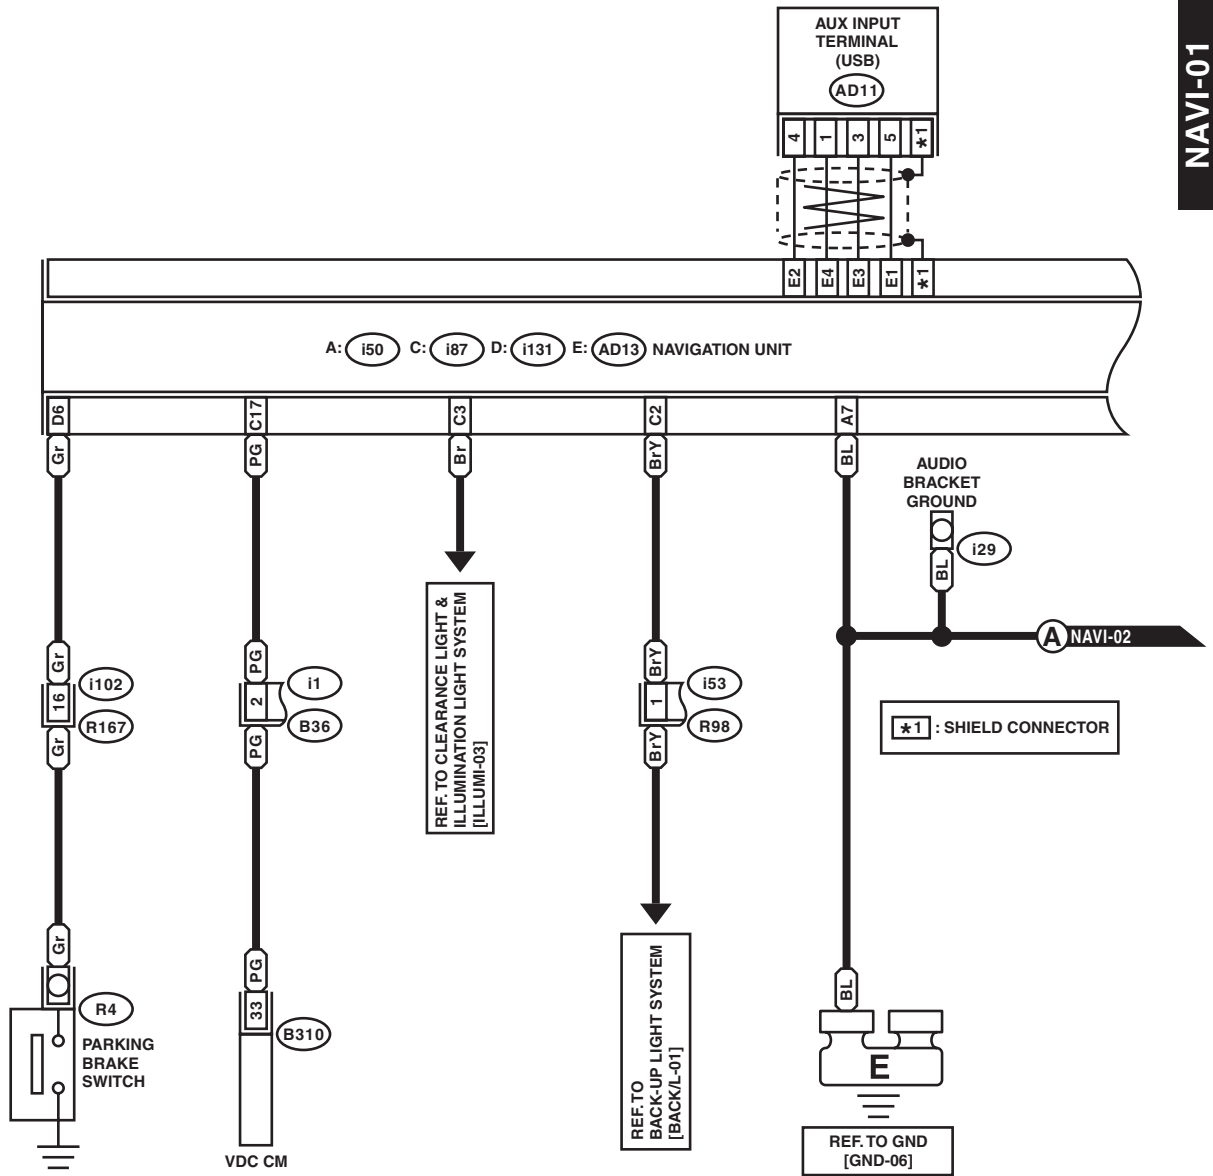 NAVI-01
AUX INPUT
TERMINAL
(USB)
AD11
4 1 3 5 *1
E2 E4 E3 E1 *1
A: i50 C: i87 D: i131 E: AD13 NAVIGATION UNIT
D6 C17 C3 C2 A7
Gr PG Br BrY BL
AUDIO
BRACKET
GROUND
i29
BL
A NAVI-02
Gr PG BrY
16 i102
R167
2 i1
B36
1 i53
R98
Gr PG BrY
*1 : SHIELD CONNECTOR
REF. TO CLEARANCE LIGHT &
ILLUMINATION LIGHT SYSTEM
[ILLUMI-03]
Gr
R4
PARKING
BRAKE
SWITCH
PG
33
B310
VDC CM
REF. TO
BACK-UP LIGHT SYSTEM
[BACK/L-01]
BL
E
REF. TO GND
[GND-06]